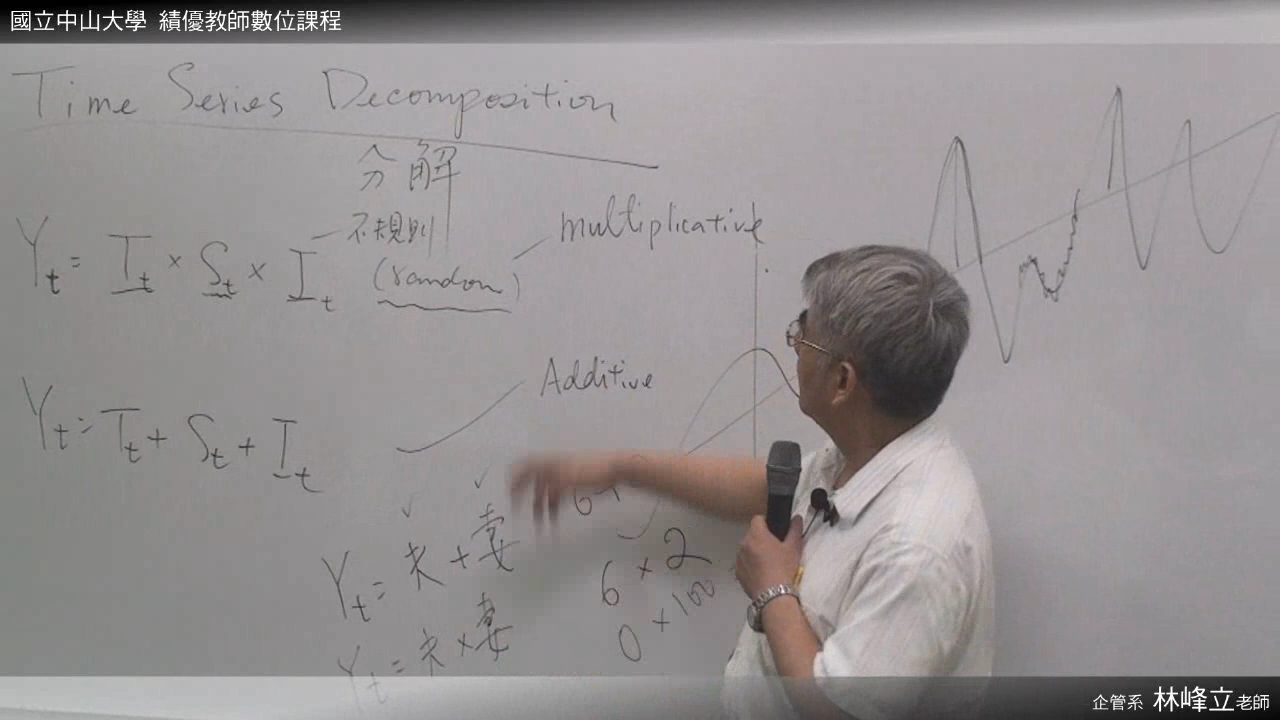 國立中山大學 績優教師數位課程
Time Series Decomposition
分解
不規則
(random)
multiplicative
Yt = Tt × St × It
Additive
Yt = Tt + St + It
Yt = 夫 + 妻
Yt = 夫 × 妻
6 × 2
0 × 100
企管系 林峰立老師